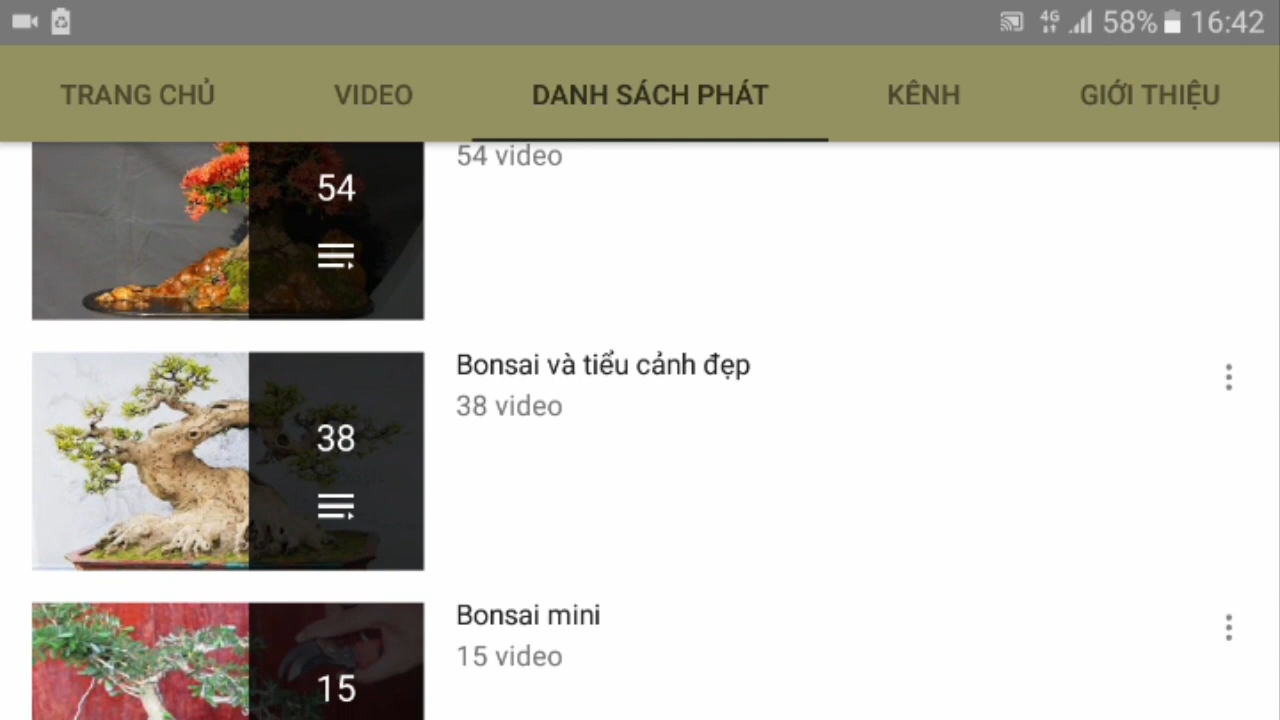 4G 58% 16:42
TRANG CHỦ VIDEO DANH SÁCH PHÁT KÊNH GIỚI THIỆU
54 video
54
Bonsai và tiểu cảnh đẹp
38 video
38
Bonsai mini
15 video
15